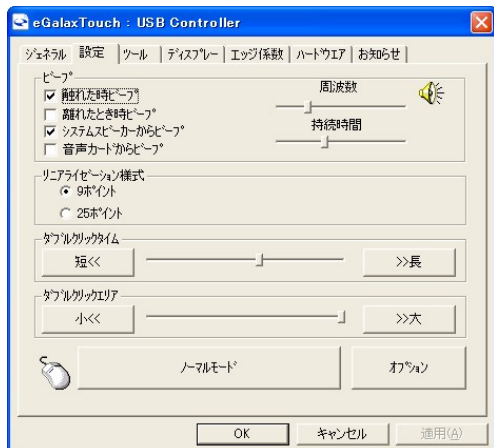 eGalaxTouch : USB Controller
ジェネラル 設定 ツール ディスプレー エッジ係数 ハードウエア お知らせ
ビープ
触れた時ビープ
離れたとき時ビープ
システムスピーカーからビープ
音声カードからビープ
周波数
持続時間
リニアライゼーション様式
9ポイント
25ポイント
ダブルクリックタイム
短<< >>長
ダブルクリックエリア
小<< >>大
ノーマルモード オプション
OK キャンセル 適用(A)